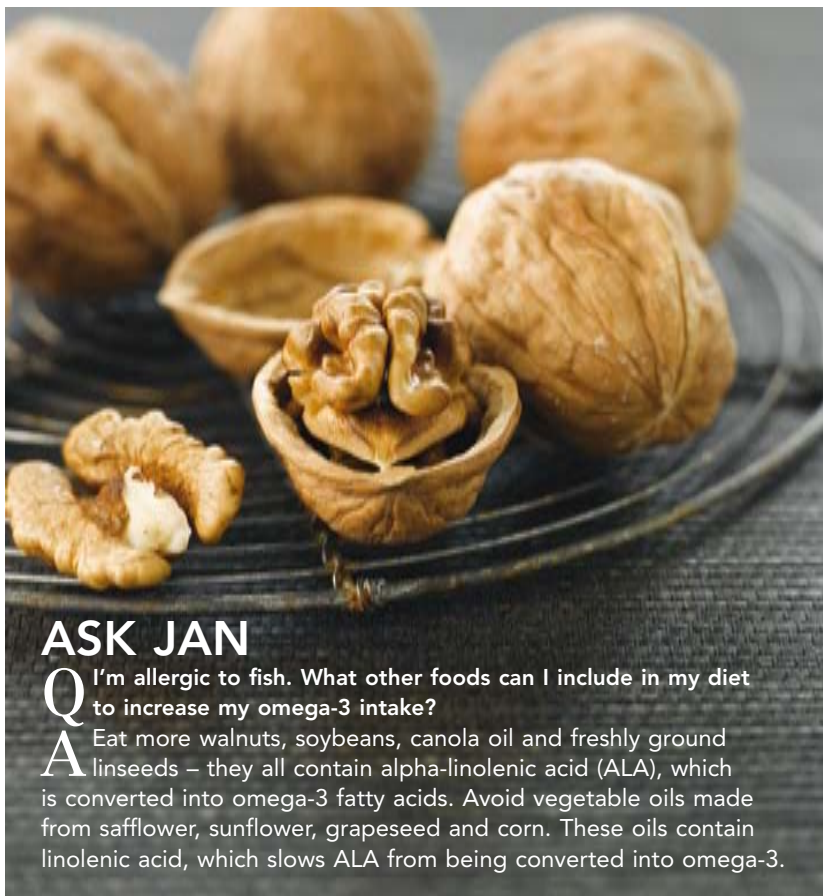 ASK JAN
Q I'm allergic to fish. What other foods can I include in my diet
to increase my omega-3 intake?
A Eat more walnuts, soybeans, canola oil and freshly ground
linseeds – they all contain alpha-linolenic acid (ALA), which
is converted into omega-3 fatty acids. Avoid vegetable oils made
from safflower, sunflower, grapeseed and corn. These oils contain
linolenic acid, which slows ALA from being converted into omega-3.